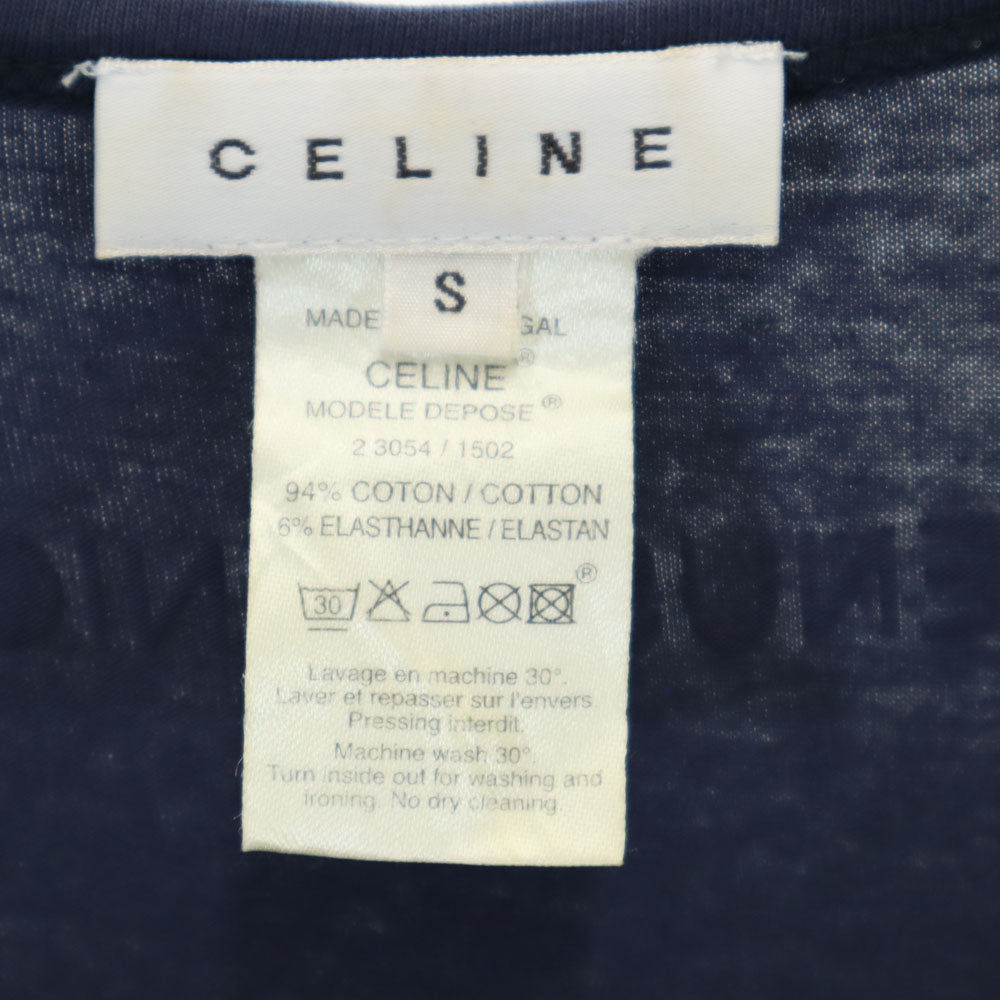 CELINE
S
MADE
CELINE®
MODELE DEPOSE®
2 3054 / 1502
94% COTON / COTTON
6% ELASTHANNE / ELASTAN
30
®
Lavage en machine 30°.
Laver et repasser sur l'envers
Pressing interdit.
Machine wash 30°.
Turn inside out for washing and
ironing. No dry cleaning.